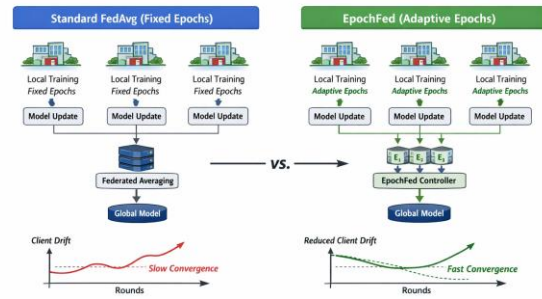 Standard FedAvg (Fixed Epochs)
Local Training
Fixed Epochs
Local Training
Fixed Epochs
Local Training
Fixed Epochs
Model Update
Model Update
Model Update
Federated Averaging
Global Model
Client Drift
Slow Convergence
Rounds
vs.
EpochFed (Adaptive Epochs)
Local Training
Adaptive Epochs
Local Training
Adaptive Epochs
Local Training
Adaptive Epochs
Model Update
Model Update
Model Update
E₁
E₂
E₃
EpochFed Controller
Global Model
Reduced Client Drift
Fast Convergence
Rounds